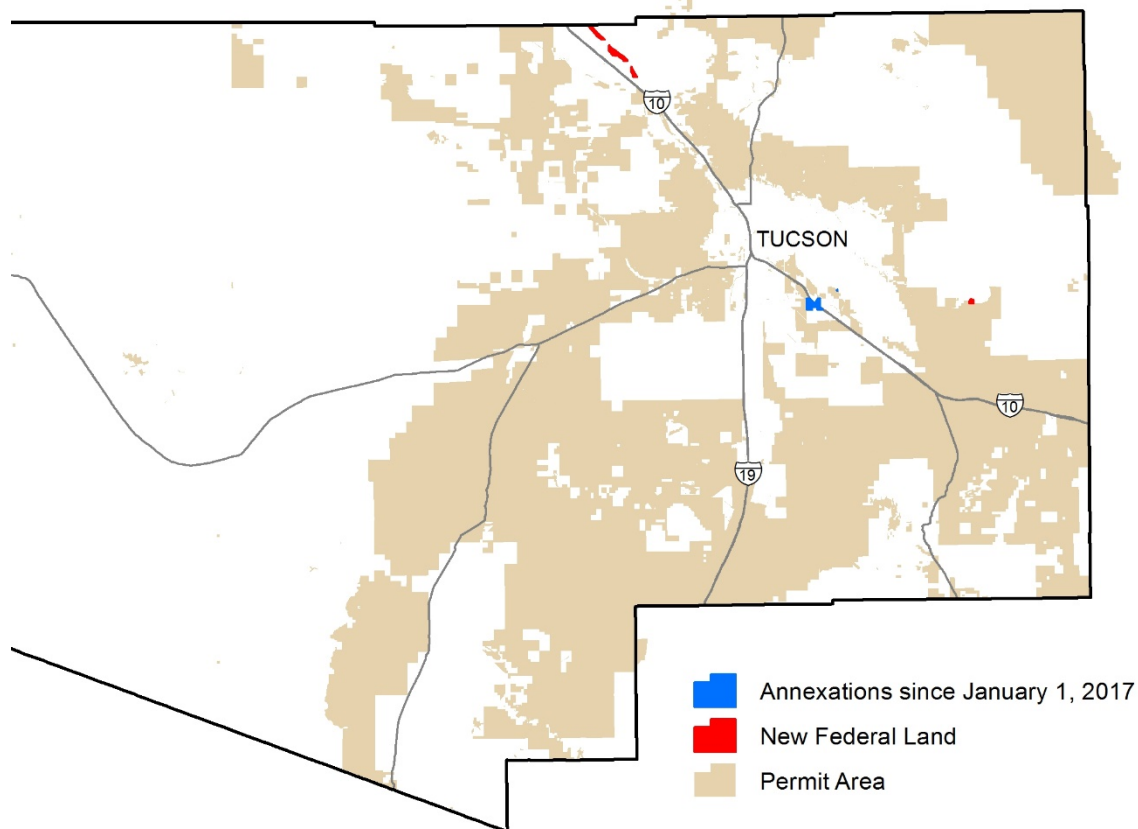 10
TUCSON
10
19
Annexations since January 1, 2017
New Federal Land
Permit Area